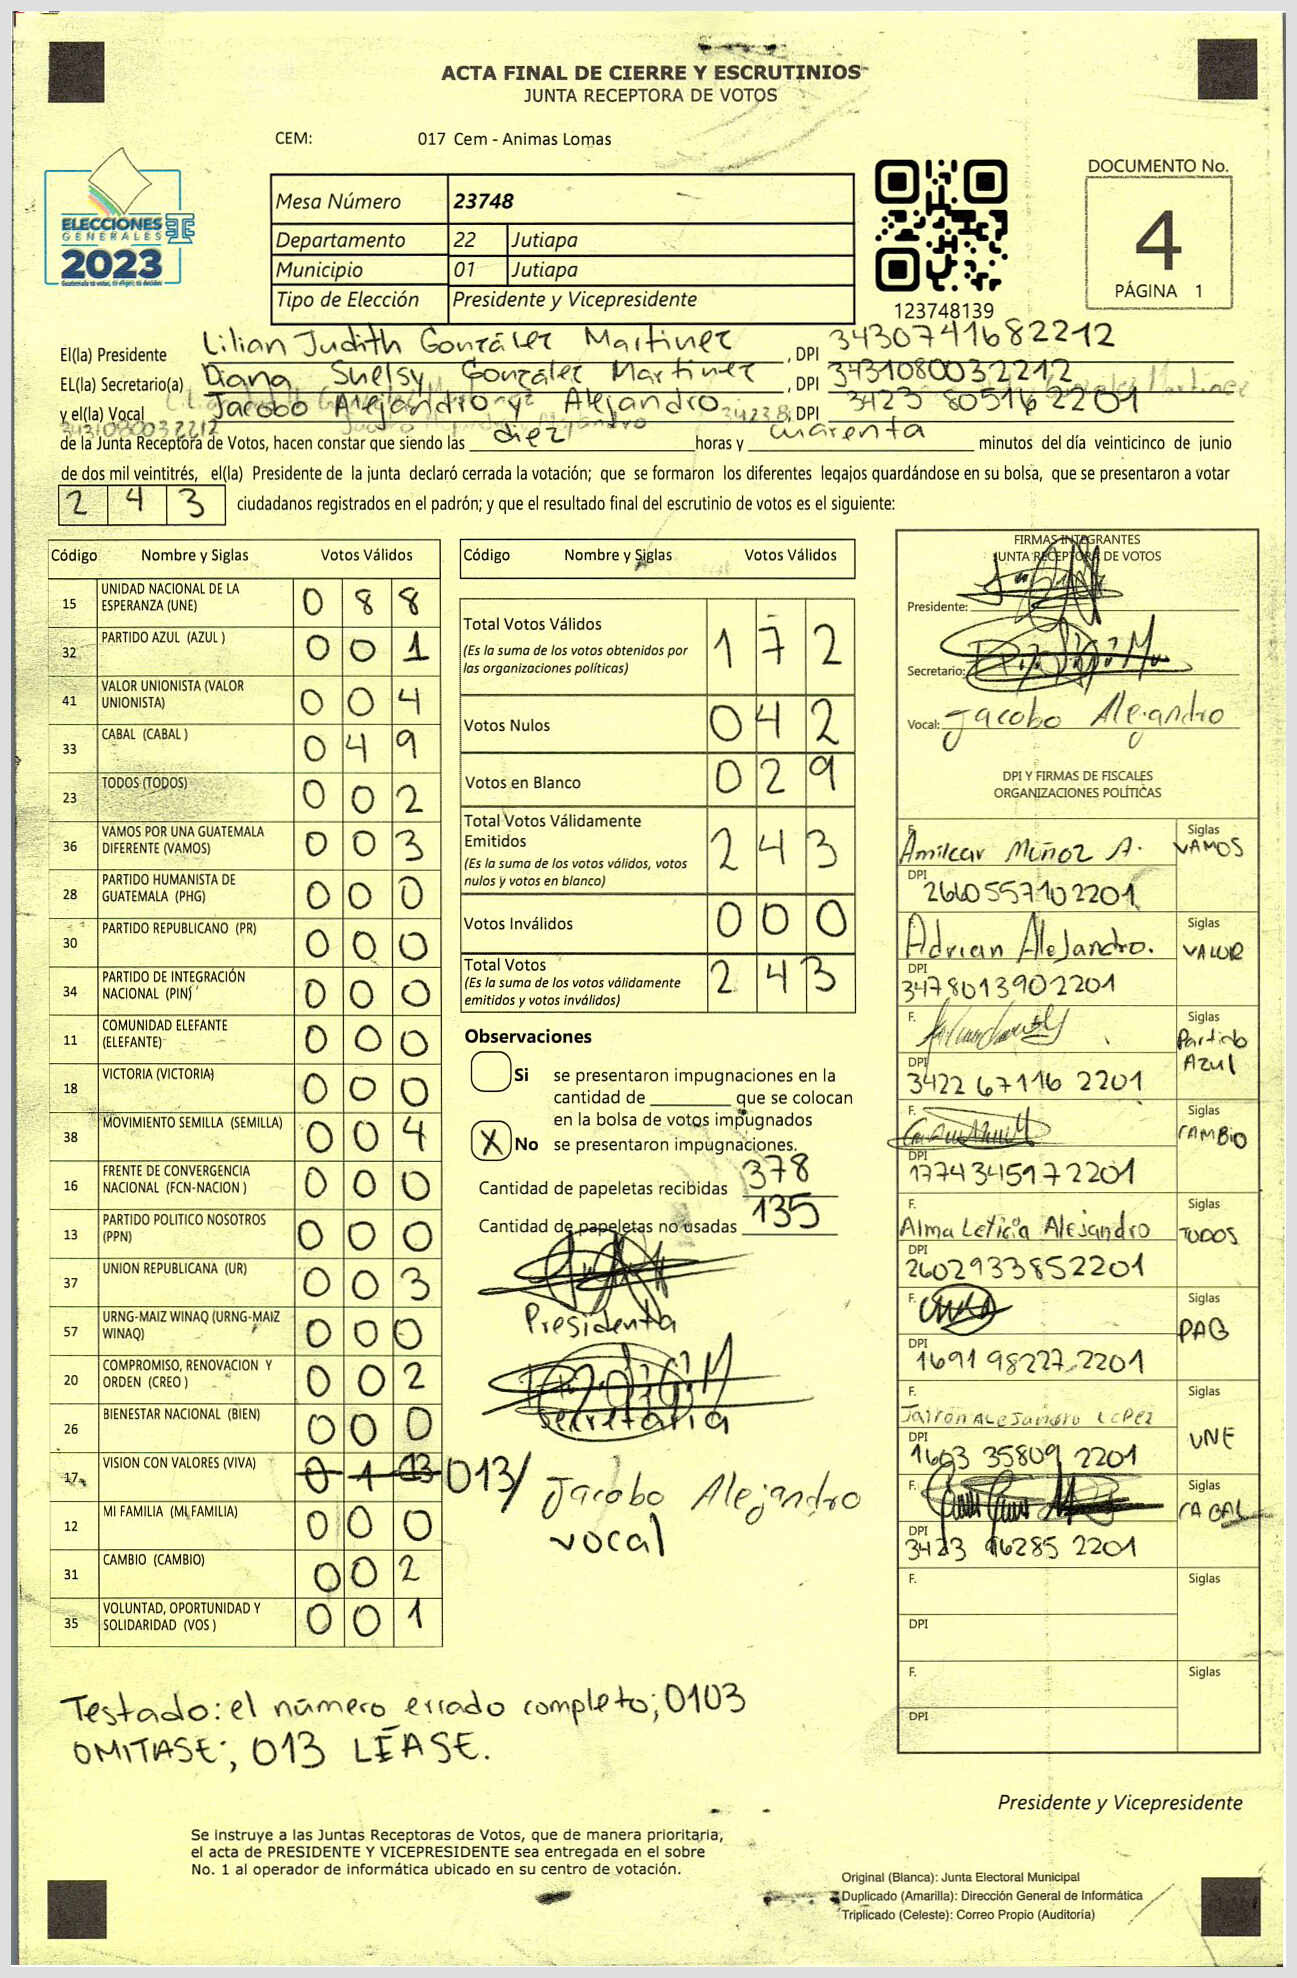 ACTA FINAL DE CIERRE Y ESCRUTINIOS
JUNTA RECEPTORA DE VOTOS
CEM: 017 Cem - Animas Lomas
ELECCIONES
GENERALES
2023
Guatemala tú votas, tú eliges, tú decides
Mesa Número 23748
Departamento 22 Jutiapa
Municipio 01 Jutiapa
Tipo de Elección Presidente y Vicepresidente
123748139
DOCUMENTO No.
4
PÁGINA 1
El(la) Presidente Lilian Judith González Martínez , DPI 3430741682212
EL(la) Secretario(a) Diana Shelsy González Martinez , DPI 3431080032212
y el(la) Vocal Jacobo Alejandro y Alejandro , DPI 3423 80516 2201
3431080032212
de la Junta Receptora de Votos, hacen constar que siendo las diez horas y cuarenta minutos del día veinticinco de junio
de dos mil veintitrés, el(la) Presidente de la junta declaró cerrada la votación; que se formaron los diferentes legajos guardándose en su bolsa, que se presentaron a votar
2 4 3 ciudadanos registrados en el padrón; y que el resultado final del escrutinio de votos es el siguiente:
Código Nombre y Siglas Votos Válidos
15 UNIDAD NACIONAL DE LA ESPERANZA (UNE) 0 8 8
32 PARTIDO AZUL (AZUL ) 0 0 1
41 VALOR UNIONISTA (VALOR UNIONISTA) 0 0 4
33 CABAL (CABAL ) 0 4 9
23 TODOS (TODOS) 0 0 2
36 VAMOS POR UNA GUATEMALA DIFERENTE (VAMOS) 0 0 3
28 PARTIDO HUMANISTA DE GUATEMALA (PHG) 0 0 0
30 PARTIDO REPUBLICANO (PR) 0 0 0
34 PARTIDO DE INTEGRACIÓN NACIONAL (PIN) 0 0 0
11 COMUNIDAD ELEFANTE (ELEFANTE) 0 0 0
18 VICTORIA (VICTORIA) 0 0 0
38 MOVIMIENTO SEMILLA (SEMILLA) 0 0 4
16 FRENTE DE CONVERGENCIA NACIONAL (FCN-NACION ) 0 0 0
13 PARTIDO POLITICO NOSOTROS (PPN) 0 0 0
37 UNION REPUBLICANA (UR) 0 0 3
57 URNG-MAIZ WINAQ (URNG-MAIZ WINAQ) 0 0 0
20 COMPROMISO, RENOVACION Y ORDEN (CREO ) 0 0 2
26 BIENESTAR NACIONAL (BIEN) 0 0 0
17 VISION CON VALORES (VIVA) 0 1 03 013/
12 MI FAMILIA (MI FAMILIA) 0 0 0
31 CAMBIO (CAMBIO) 0 0 2
35 VOLUNTAD, OPORTUNIDAD Y SOLIDARIDAD (VOS ) 0 0 1
Código Nombre y Siglas Votos Válidos
Total Votos Válidos 1 7 2
(Es la suma de los votos obtenidos por
las organizaciones políticas)
Votos Nulos 0 4 2
Votos en Blanco 0 2 9
Total Votos Válidamente
Emitidos 2 4 3
(Es la suma de los votos válidos, votos
nulos y votos en blanco)
Votos Inválidos 0 0 0
Total Votos 2 4 3
(Es la suma de los votos válidamente
emitidos y votos inválidos)
Observaciones
Si se presentaron impugnaciones en la
cantidad de ________ que se colocan
en la bolsa de votos impugnados
X No se presentaron impugnaciones.
Cantidad de papeletas recibidas 378
Cantidad de papeletas no usadas 135
Presidenta
Secretaria
Jacobo Alejandro
vocal
FIRMAS INTEGRANTES
JUNTA RECEPTORA DE VOTOS
Presidente:
Secretario:
Vocal: Jacobo Alejandro
DPI Y FIRMAS DE FISCALES
ORGANIZACIONES POLÍTICAS
F. Amilcar Muñoz A. Siglas VAMOS
DPI 2660557102201
Adrian Alejandro. Siglas VALOR
DPI 3478013902201
F. Siglas Partido Azul
DPI 3422 67116 2201
F. Siglas CAMBIO
DPI 1774345172201
F. Alma Leticia Alejandro Siglas TODOS
DPI 2602933852201
F. Siglas PAG
DPI 1691 98227 2201
F. Jairon Alejandro López Siglas UNE
DPI 1603 35809 2201
F. Siglas CABAL
DPI 3423 96285 2201
F. Siglas
DPI
F. Siglas
DPI
Testado: el número errado completo; 0103
OMITASE; 013 LÉASE.
Presidente y Vicepresidente
Se instruye a las Juntas Receptoras de Votos, que de manera prioritaria,
el acta de PRESIDENTE Y VICEPRESIDENTE sea entregada en el sobre
No. 1 al operador de informática ubicado en su centro de votación.
Original (Blanca): Junta Electoral Municipal
Duplicado (Amarilla): Dirección General de Informática
Triplicado (Celeste): Correo Propio (Auditoría)